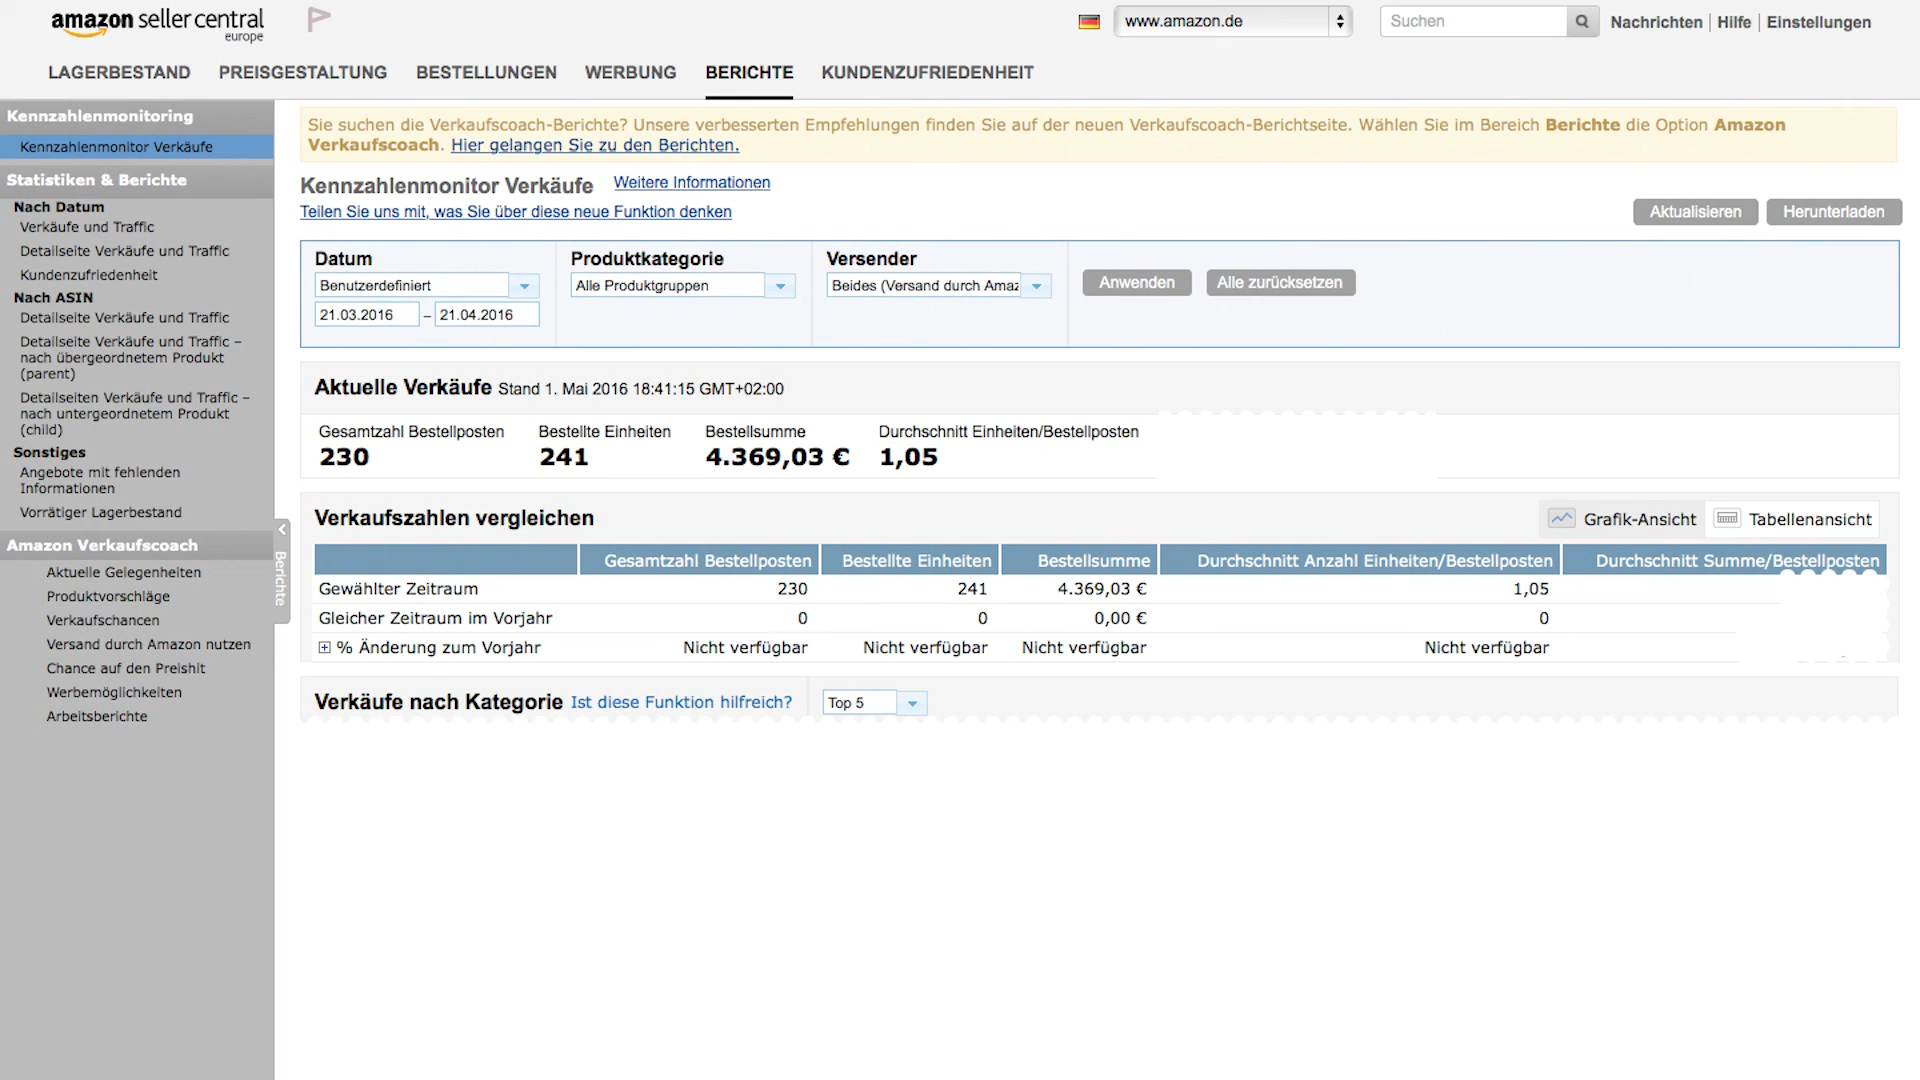 amazon seller central
europe
www.amazon.de
Suchen
Nachrichten | Hilfe | Einstellungen
LAGERBESTAND PREISGESTALTUNG BESTELLUNGEN WERBUNG BERICHTE KUNDENZUFRIEDENHEIT
Kennzahlenmonitoring
Kennzahlenmonitor Verkäufe
Statistiken & Berichte
Nach Datum
Verkäufe und Traffic
Detailseite Verkäufe und Traffic
Kundenzufriedenheit
Nach ASIN
Detailseite Verkäufe und Traffic
Detailseite Verkäufe und Traffic –
nach übergeordnetem Produkt
(parent)
Detailseiten Verkäufe und Traffic –
nach untergeordnetem Produkt
(child)
Sonstiges
Angebote mit fehlenden
Informationen
Vorrätiger Lagerbestand
Amazon Verkaufscoach
Aktuelle Gelegenheiten
Produktvorschläge
Verkaufschancen
Versand durch Amazon nutzen
Chance auf den Preishit
Werbemöglichkeiten
Arbeitsberichte
Berichte
Sie suchen die Verkaufscoach-Berichte? Unsere verbesserten Empfehlungen finden Sie auf der neuen Verkaufscoach-Berichtseite. Wählen Sie im Bereich Berichte die Option Amazon
Verkaufscoach. Hier gelangen Sie zu den Berichten.
Kennzahlenmonitor Verkäufe Weitere Informationen
Teilen Sie uns mit, was Sie über diese neue Funktion denken
Aktualisieren Herunterladen
Datum Produktkategorie Versender
Benutzerdefiniert Alle Produktgruppen Beides (Versand durch Amaz
Anwenden Alle zurücksetzen
21.03.2016 – 21.04.2016
Aktuelle Verkäufe Stand 1. Mai 2016 18:41:15 GMT+02:00
Gesamtzahl Bestellposten Bestellte Einheiten Bestellsumme Durchschnitt Einheiten/Bestellposten
230 241 4.369,03 € 1,05
Verkaufszahlen vergleichen Grafik-Ansicht Tabellenansicht
Gesamtzahl Bestellposten Bestellte Einheiten Bestellsumme Durchschnitt Anzahl Einheiten/Bestellposten Durchschnitt Summe/Bestellposten
Gewählter Zeitraum 230 241 4.369,03 € 1,05
Gleicher Zeitraum im Vorjahr 0 0 0,00 € 0
% Änderung zum Vorjahr Nicht verfügbar Nicht verfügbar Nicht verfügbar Nicht verfügbar
Verkäufe nach Kategorie Ist diese Funktion hilfreich? Top 5